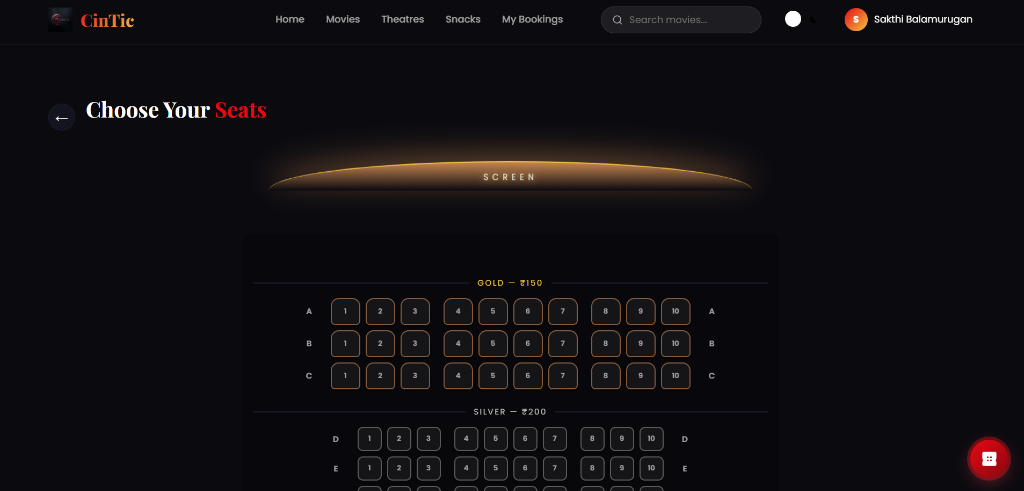 CinTic
Home Movies Theatres Snacks My Bookings Search movies... S Sakthi Balamurugan
← Choose Your Seats
SCREEN
GOLD — ₹150
A 1 2 3 4 5 6 7 8 9 10 A
B 1 2 3 4 5 6 7 8 9 10 B
C 1 2 3 4 5 6 7 8 9 10 C
SILVER — ₹200
D 1 2 3 4 5 6 7 8 9 10 D
E 1 2 3 4 5 6 7 8 9 10 E